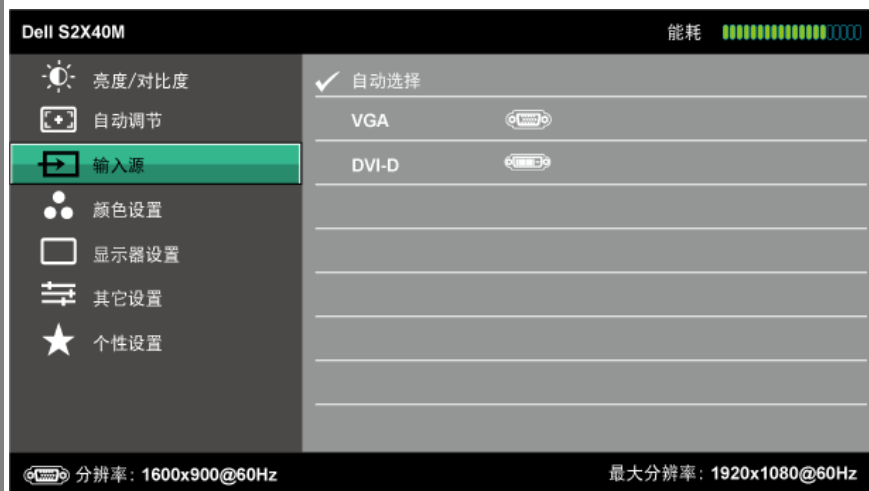 Dell S2X40M
能耗
亮度/对比度
自动调节
输入源
颜色设置
显示器设置
其它设置
个性设置
自动选择
VGA
DVI-D
分辨率: 1600x900@60Hz
最大分辨率: 1920x1080@60Hz